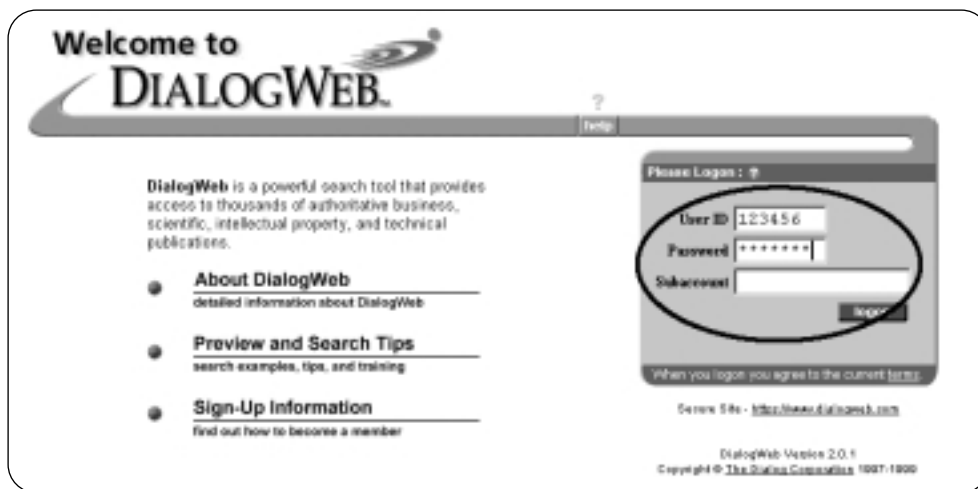 Welcome to
DIALOGWEB™
?
help
DialogWeb is a powerful search tool that provides
access to thousands of authoritative business,
scientific, intellectual property, and technical
publications.
About DialogWeb
detailed information about DialogWeb
Preview and Search Tips
search examples, tips, and training
Sign-Up Information
find out how to become a member
Please Logon : ?
User ID 123456
Password *******
Subaccount
logon
When you logon you agree to the current terms.
Secure Site - https://www.dialogweb.com
DialogWeb Version 2.0.1
Copyright © The Dialog Corporation 1997-1999